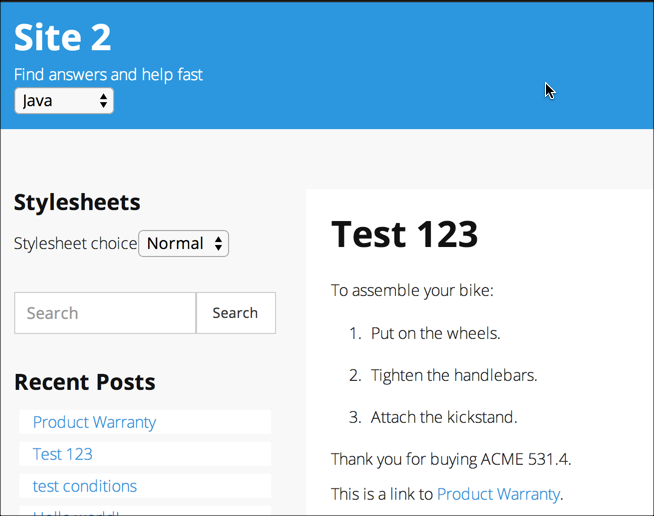 Site 2
Find answers and help fast
Java
Stylesheets
Stylesheet choice Normal
Search Search
Recent Posts
Product Warranty
Test 123
test conditions
Hello world!
Test 123
To assemble your bike:
1. Put on the wheels.
2. Tighten the handlebars.
3. Attach the kickstand.
Thank you for buying ACME 531.4.
This is a link to Product Warranty.